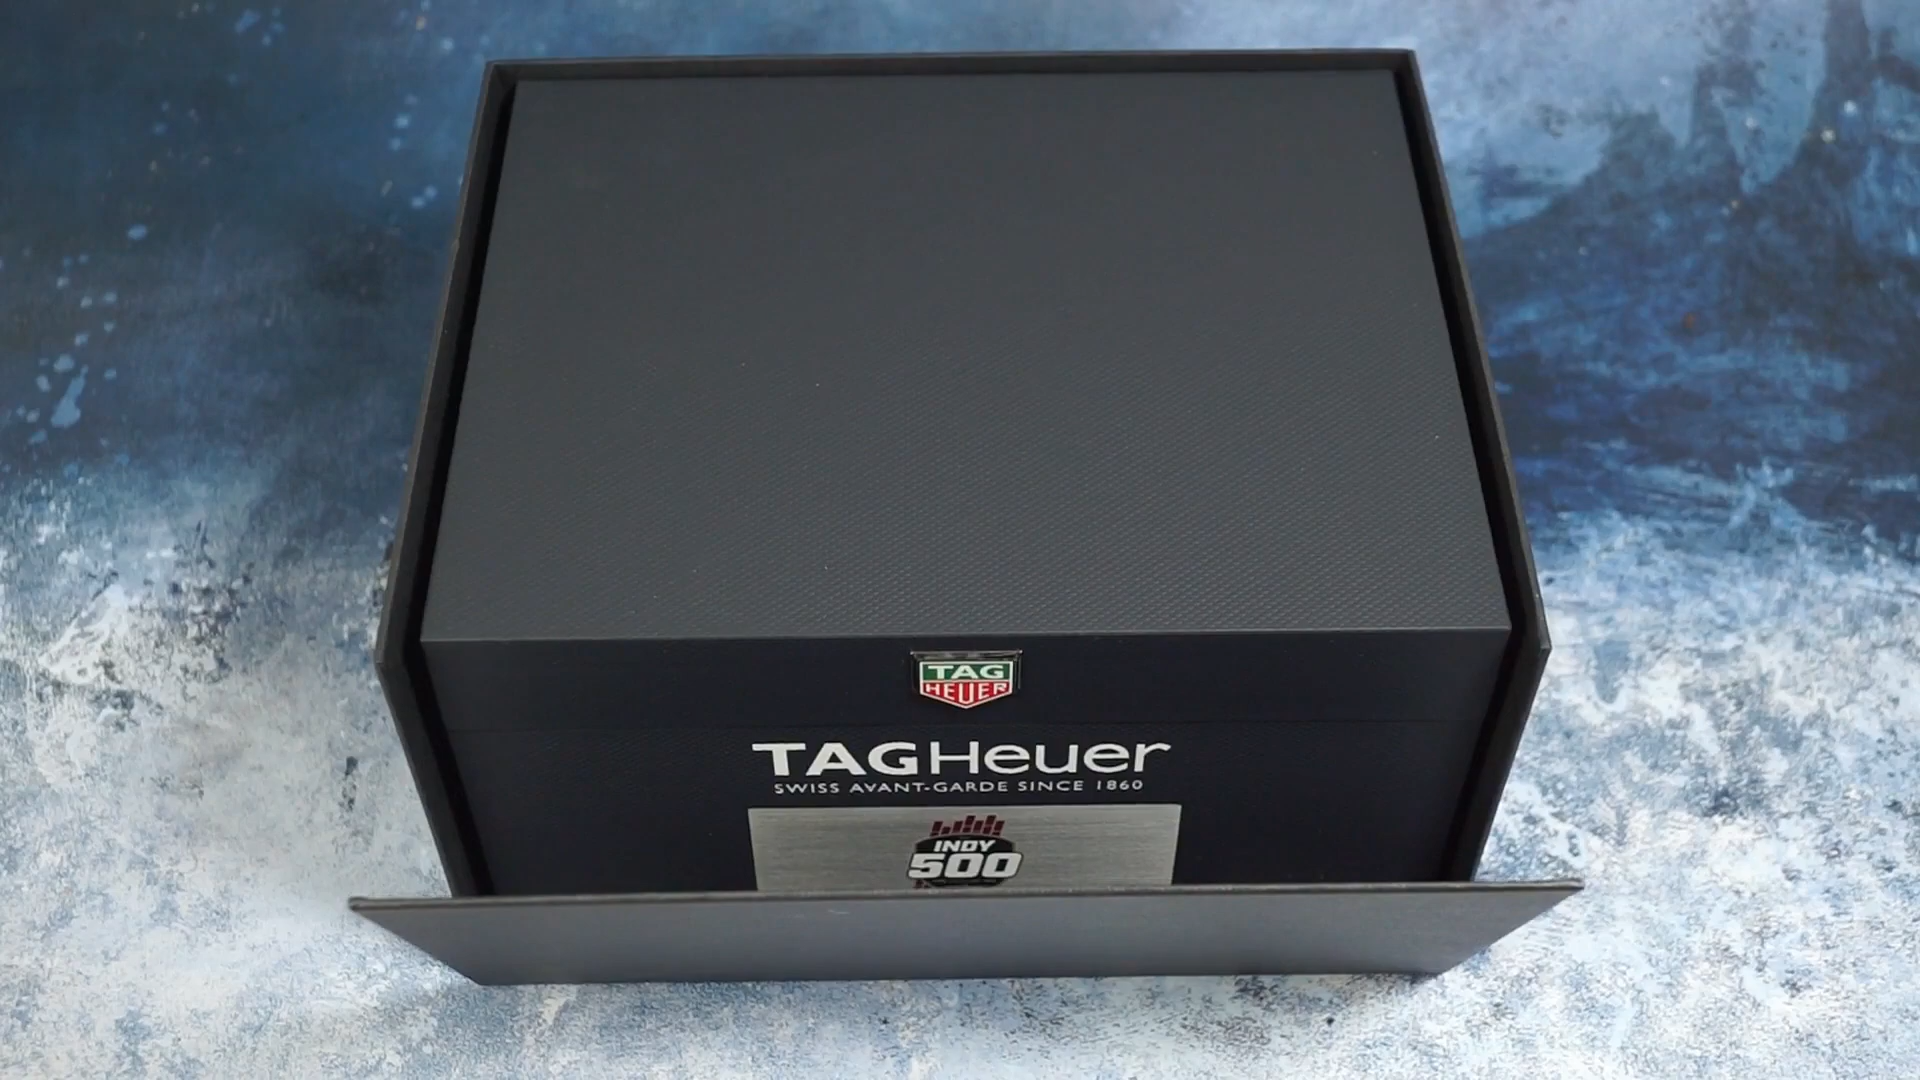 TAG
HEUER
TAGHeuer
SWISS AVANT-GARDE SINCE 1860
INDY
500